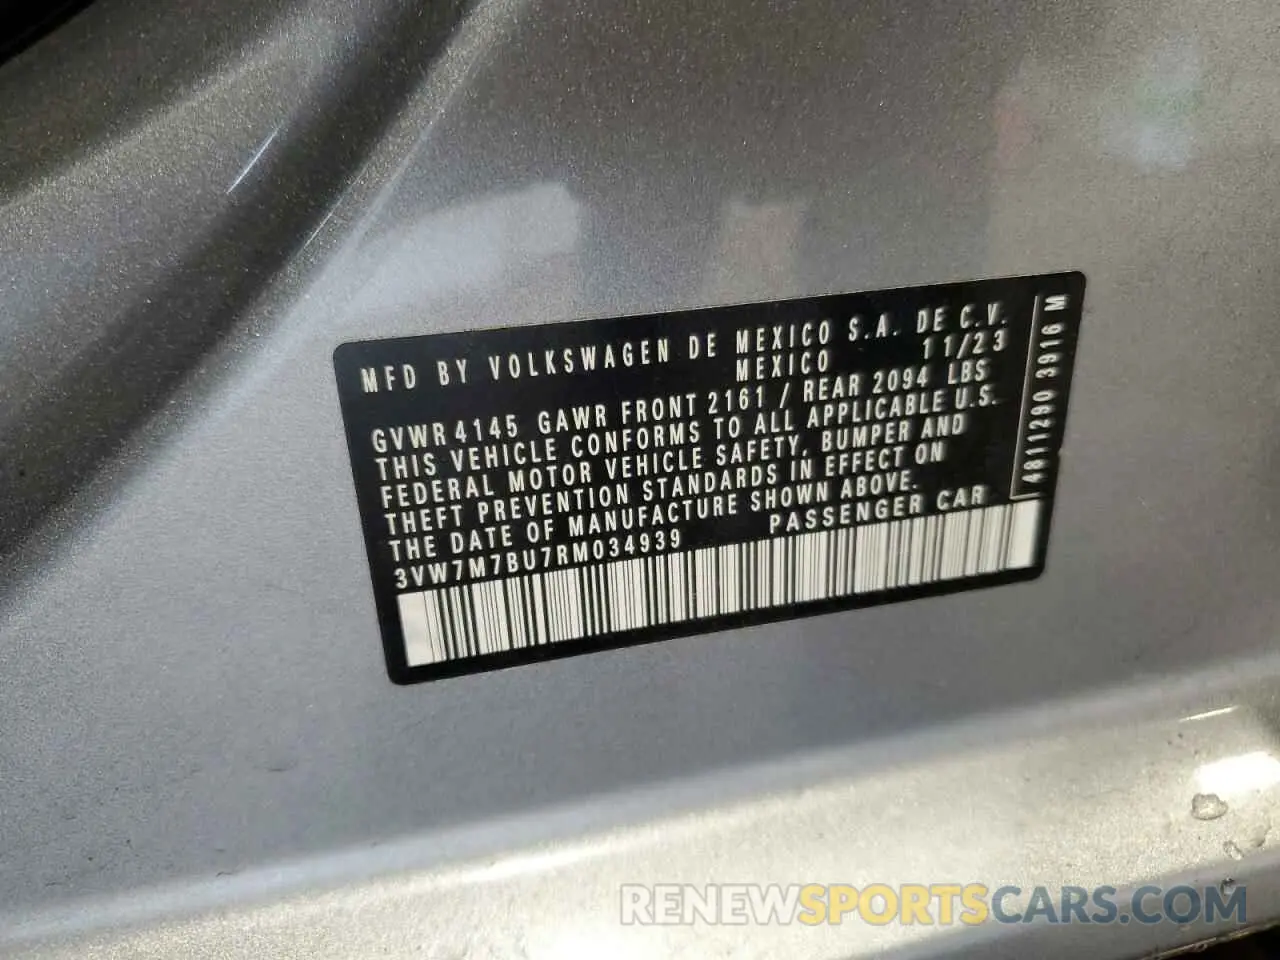 MFD BY VOLKSWAGEN DE MEXICO S.A. DE C.V.
MEXICO 11/23
GVWR 4145 GAWR FRONT 2161 / REAR 2094 LBS
THIS VEHICLE CONFORMS TO ALL APPLICABLE U.S.
FEDERAL MOTOR VEHICLE SAFETY, BUMPER AND
THEFT PREVENTION STANDARDS IN EFFECT ON
THE DATE OF MANUFACTURE SHOWN ABOVE.
3VW7M7BU7RM034939 PASSENGER CAR
4811290 3916 M
RENEWSPORTSCARS.COM